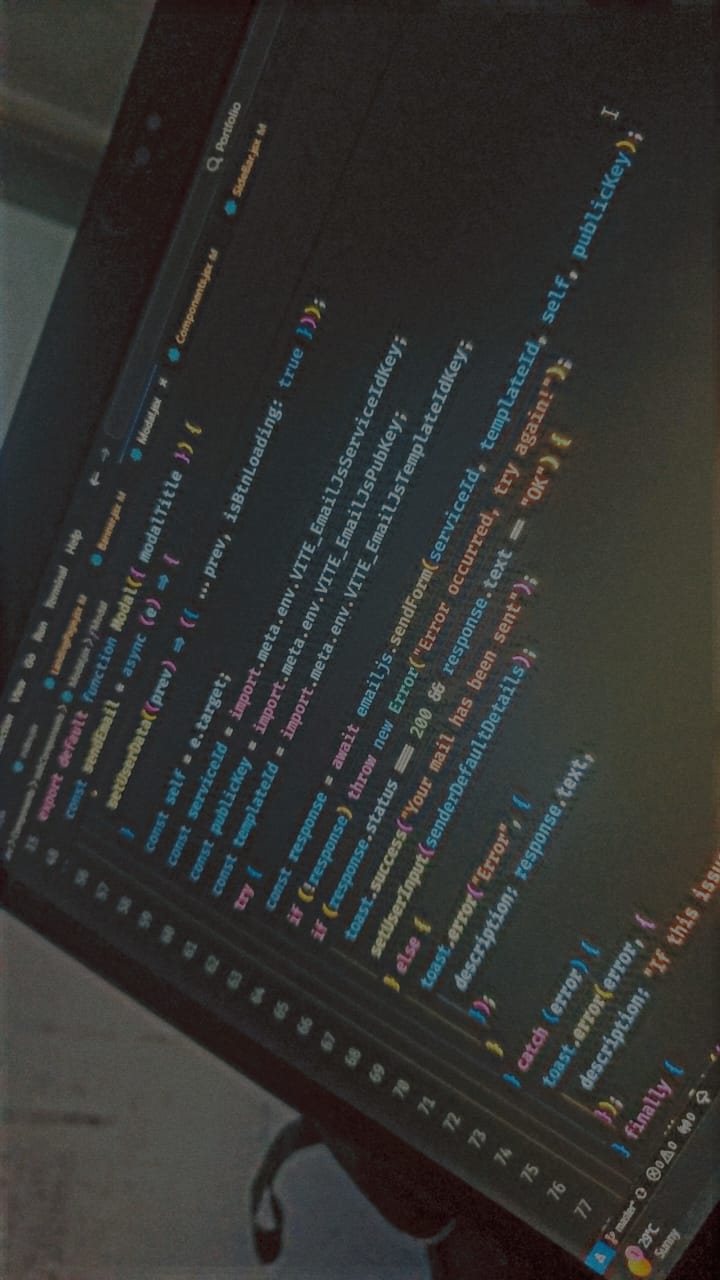 Go Run Terminal Help
Portfolio
LandingPage.jsx M
Banner.jsx M
Modal.jsx
Components.jsx M
SideBar.jsx M
15 export default function Modal({ modalTitle }) {
const sendEmail = async (e) => {
56 setUserData((prev) => ({ ...prev, isBtnLoading: true }));
57
58 const self = e.target;
59 const serviceId = import.meta.env.VITE_EmailJsServiceIdKey;
60 const publicKey = import.meta.env.VITE_EmailJsPubKey;
61 const templateId = import.meta.env.VITE_EmailJsTemplateIdKey;
62 try {
63 const response = await emailjs.sendForm(serviceId, templateId, self, publicKey);
64 if (!response) throw new Error("Error occurred, try again!");
65 if (response.status === 200 && response.text == "OK") {
66 toast.success("Your mail has been sent");
67 setUserInput(senderDefaultDetails);
68 } else {
69 toast.error("Error", {
70 description: response.text,
71 });
72 }
73 } catch (error) {
74 toast.error(error, {
75 description: "If this issu
76 });
77 } finally {
master* 0 0 0
29°C
Sunny